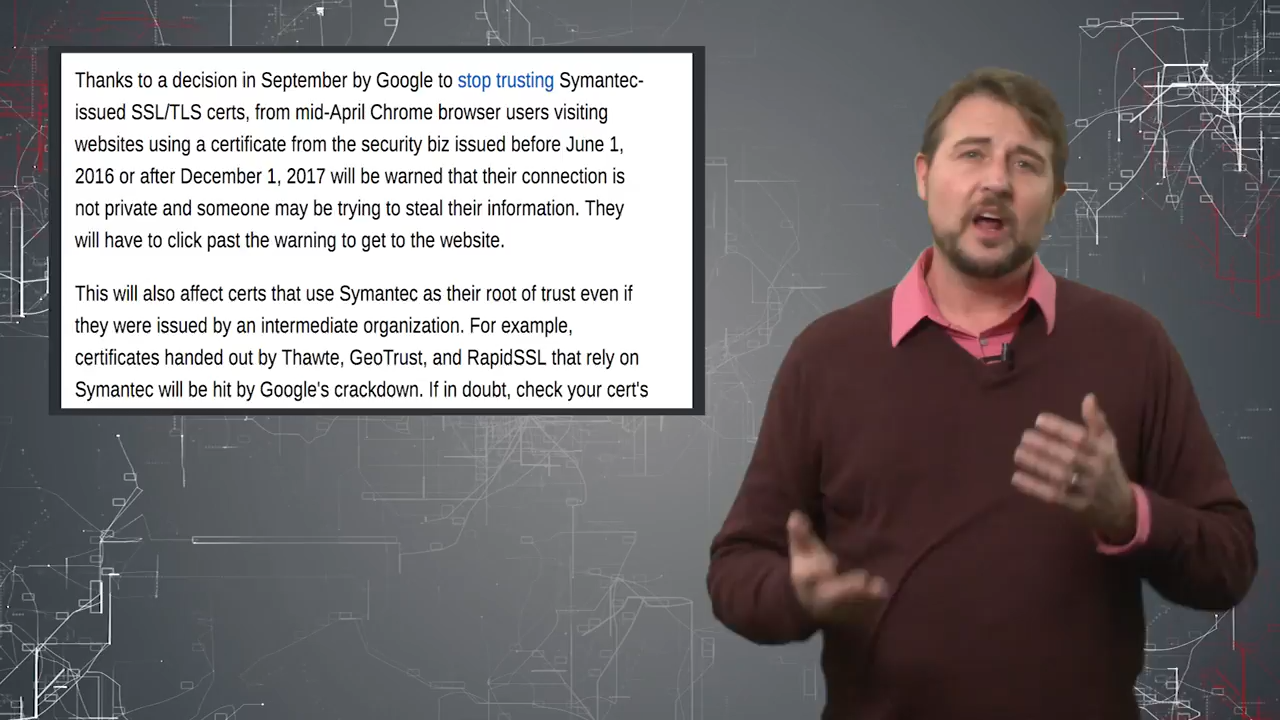 Thanks to a decision in September by Google to stop trusting Symantec-
issued SSL/TLS certs, from mid-April Chrome browser users visiting
websites using a certificate from the security biz issued before June 1,
2016 or after December 1, 2017 will be warned that their connection is
not private and someone may be trying to steal their information. They
will have to click past the warning to get to the website.
This will also affect certs that use Symantec as their root of trust even if
they were issued by an intermediate organization. For example,
certificates handed out by Thawte, GeoTrust, and RapidSSL that rely on
Symantec will be hit by Google's crackdown. If in doubt, check your cert's